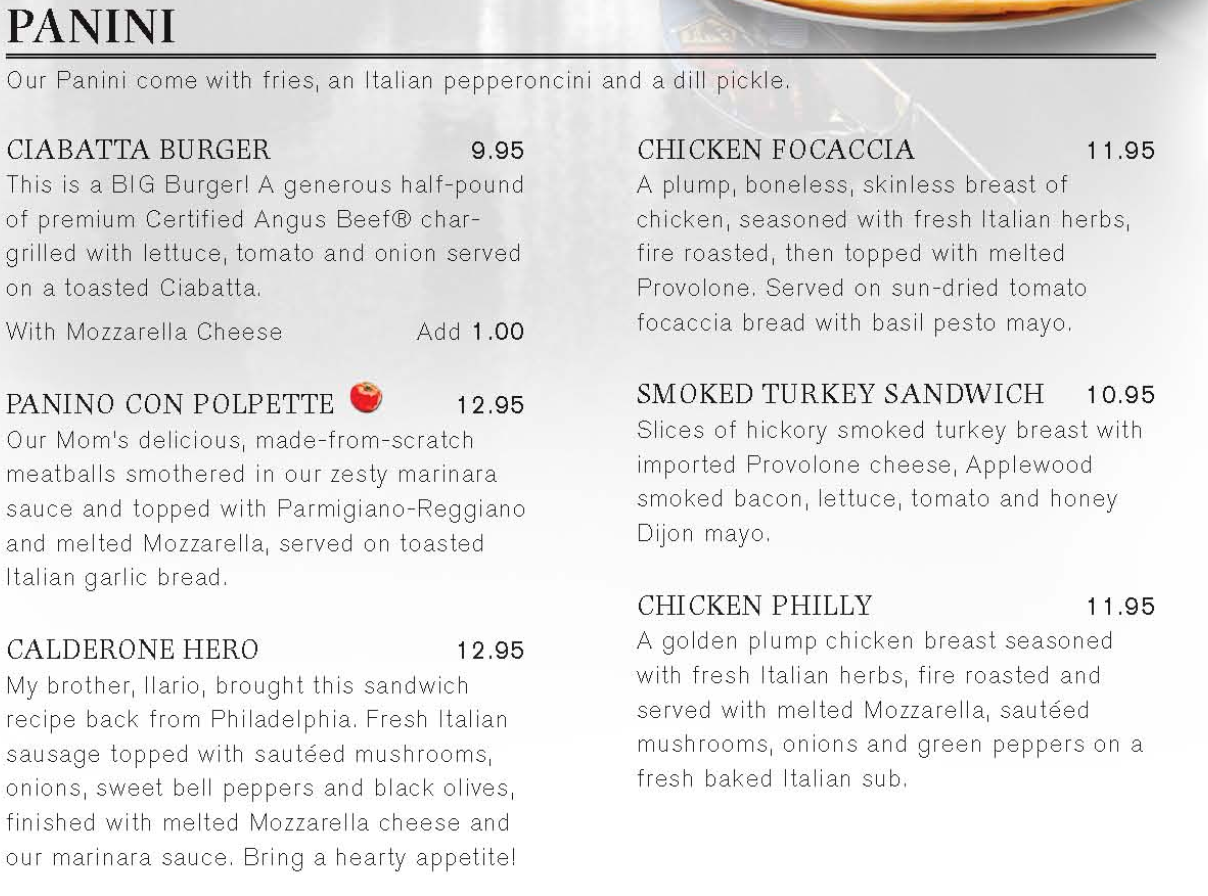 PANINI
Our Panini come with fries, an Italian pepperoncini and a dill pickle.
CIABATTA BURGER 9.95
This is a BIG Burger! A generous half-pound
of premium Certified Angus Beef® char-
grilled with lettuce, tomato and onion served
on a toasted Ciabatta.
With Mozzarella Cheese Add 1.00
PANINO CON POLPETTE 12.95
Our Mom's delicious, made-from-scratch
meatballs smothered in our zesty marinara
sauce and topped with Parmigiano-Reggiano
and melted Mozzarella, served on toasted
Italian garlic bread.
CALDERONE HERO 12.95
My brother, Ilario, brought this sandwich
recipe back from Philadelphia. Fresh Italian
sausage topped with sautéed mushrooms,
onions, sweet bell peppers and black olives,
finished with melted Mozzarella cheese and
our marinara sauce. Bring a hearty appetite!
CHICKEN FOCACCIA 11.95
A plump, boneless, skinless breast of
chicken, seasoned with fresh Italian herbs,
fire roasted, then topped with melted
Provolone. Served on sun-dried tomato
focaccia bread with basil pesto mayo.
SMOKED TURKEY SANDWICH 10.95
Slices of hickory smoked turkey breast with
imported Provolone cheese, Applewood
smoked bacon, lettuce, tomato and honey
Dijon mayo.
CHICKEN PHILLY 11.95
A golden plump chicken breast seasoned
with fresh Italian herbs, fire roasted and
served with melted Mozzarella, sautéed
mushrooms, onions and green peppers on a
fresh baked Italian sub.